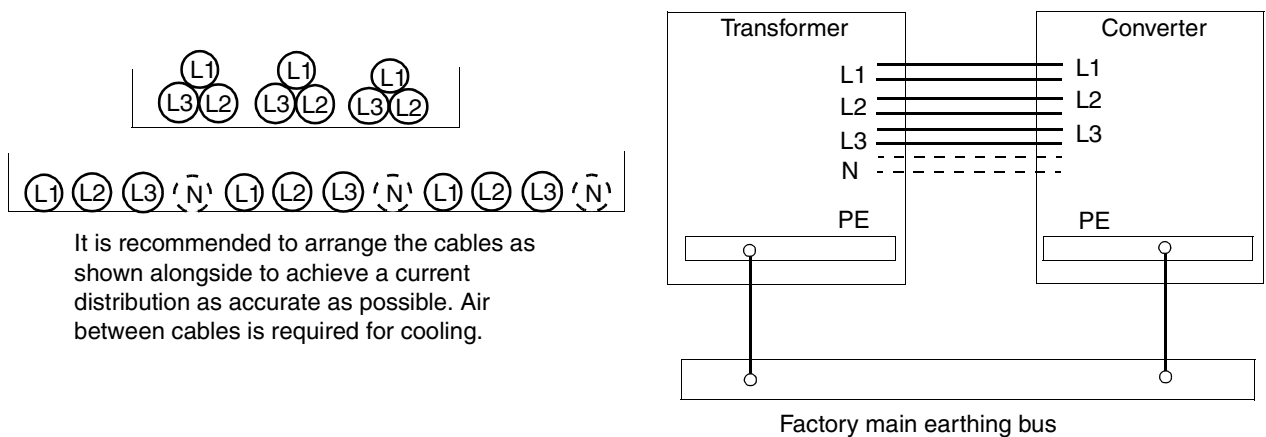 L1 L1 L1
L3 L2 L3 L2 L3 L2
L1 L2 L3 N L1 L2 L3 N L1 L2 L3 N
It is recommended to arrange the cables as
shown alongside to achieve a current
distribution as accurate as possible. Air
between cables is required for cooling.
Transformer Converter
L1 L1
L2 L2
L3 L3
N
PE PE
Factory main earthing bus